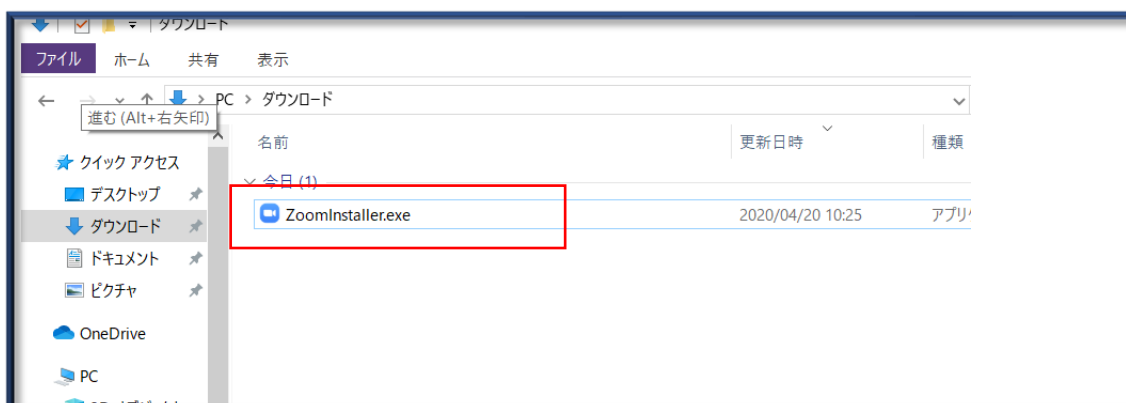 ダウンロード
ファイル ホーム 共有 表示
PC > ダウンロード
進む (Alt+右矢印)
名前 更新日時 種類
クイック アクセス
今日 (1)
デスクトップ
ZoomInstaller.exe 2020/04/20 10:25 アプリ
ダウンロード
ドキュメント
ピクチャ
OneDrive
PC